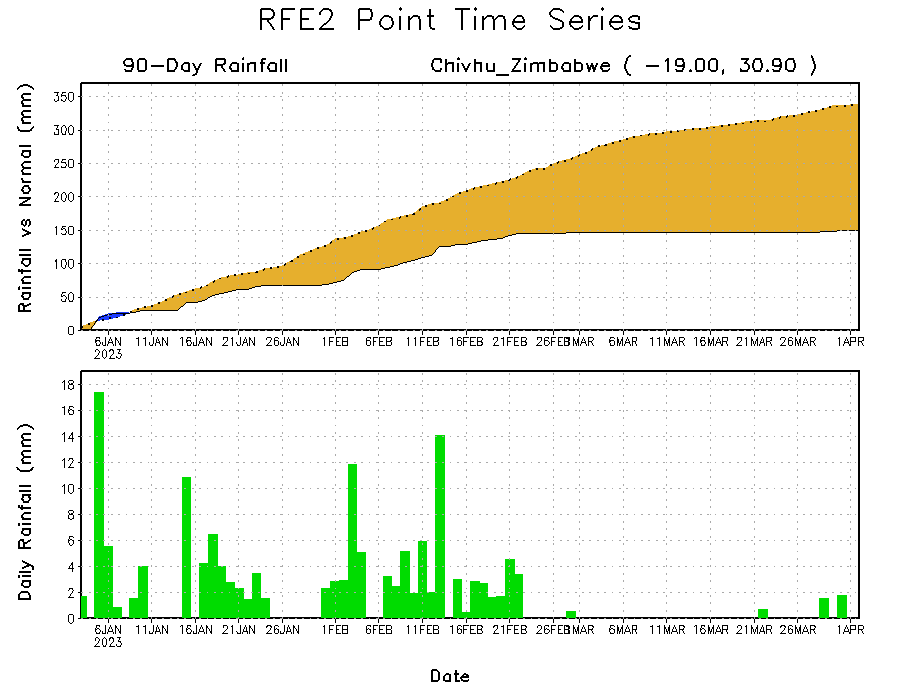 RFE2 Point Time Series
90-Day Rainfall
Chivhu_Zimbabwe ( -19.00, 30.90 )
Rainfall vs Normal (mm)
350
300
250
200
150
100
50
0
6JAN 11JAN 16JAN 21JAN 26JAN 1FEB 6FEB 11FEB 16FEB 21FEB 26FEB 1MAR 6MAR 11MAR 16MAR 21MAR 26MAR 1APR
2023
Daily Rainfall (mm)
18
16
14
12
10
8
6
4
2
0
6JAN 11JAN 16JAN 21JAN 26JAN 1FEB 6FEB 11FEB 16FEB 21FEB 26FEB 1MAR 6MAR 11MAR 16MAR 21MAR 26MAR 1APR
2023
Date